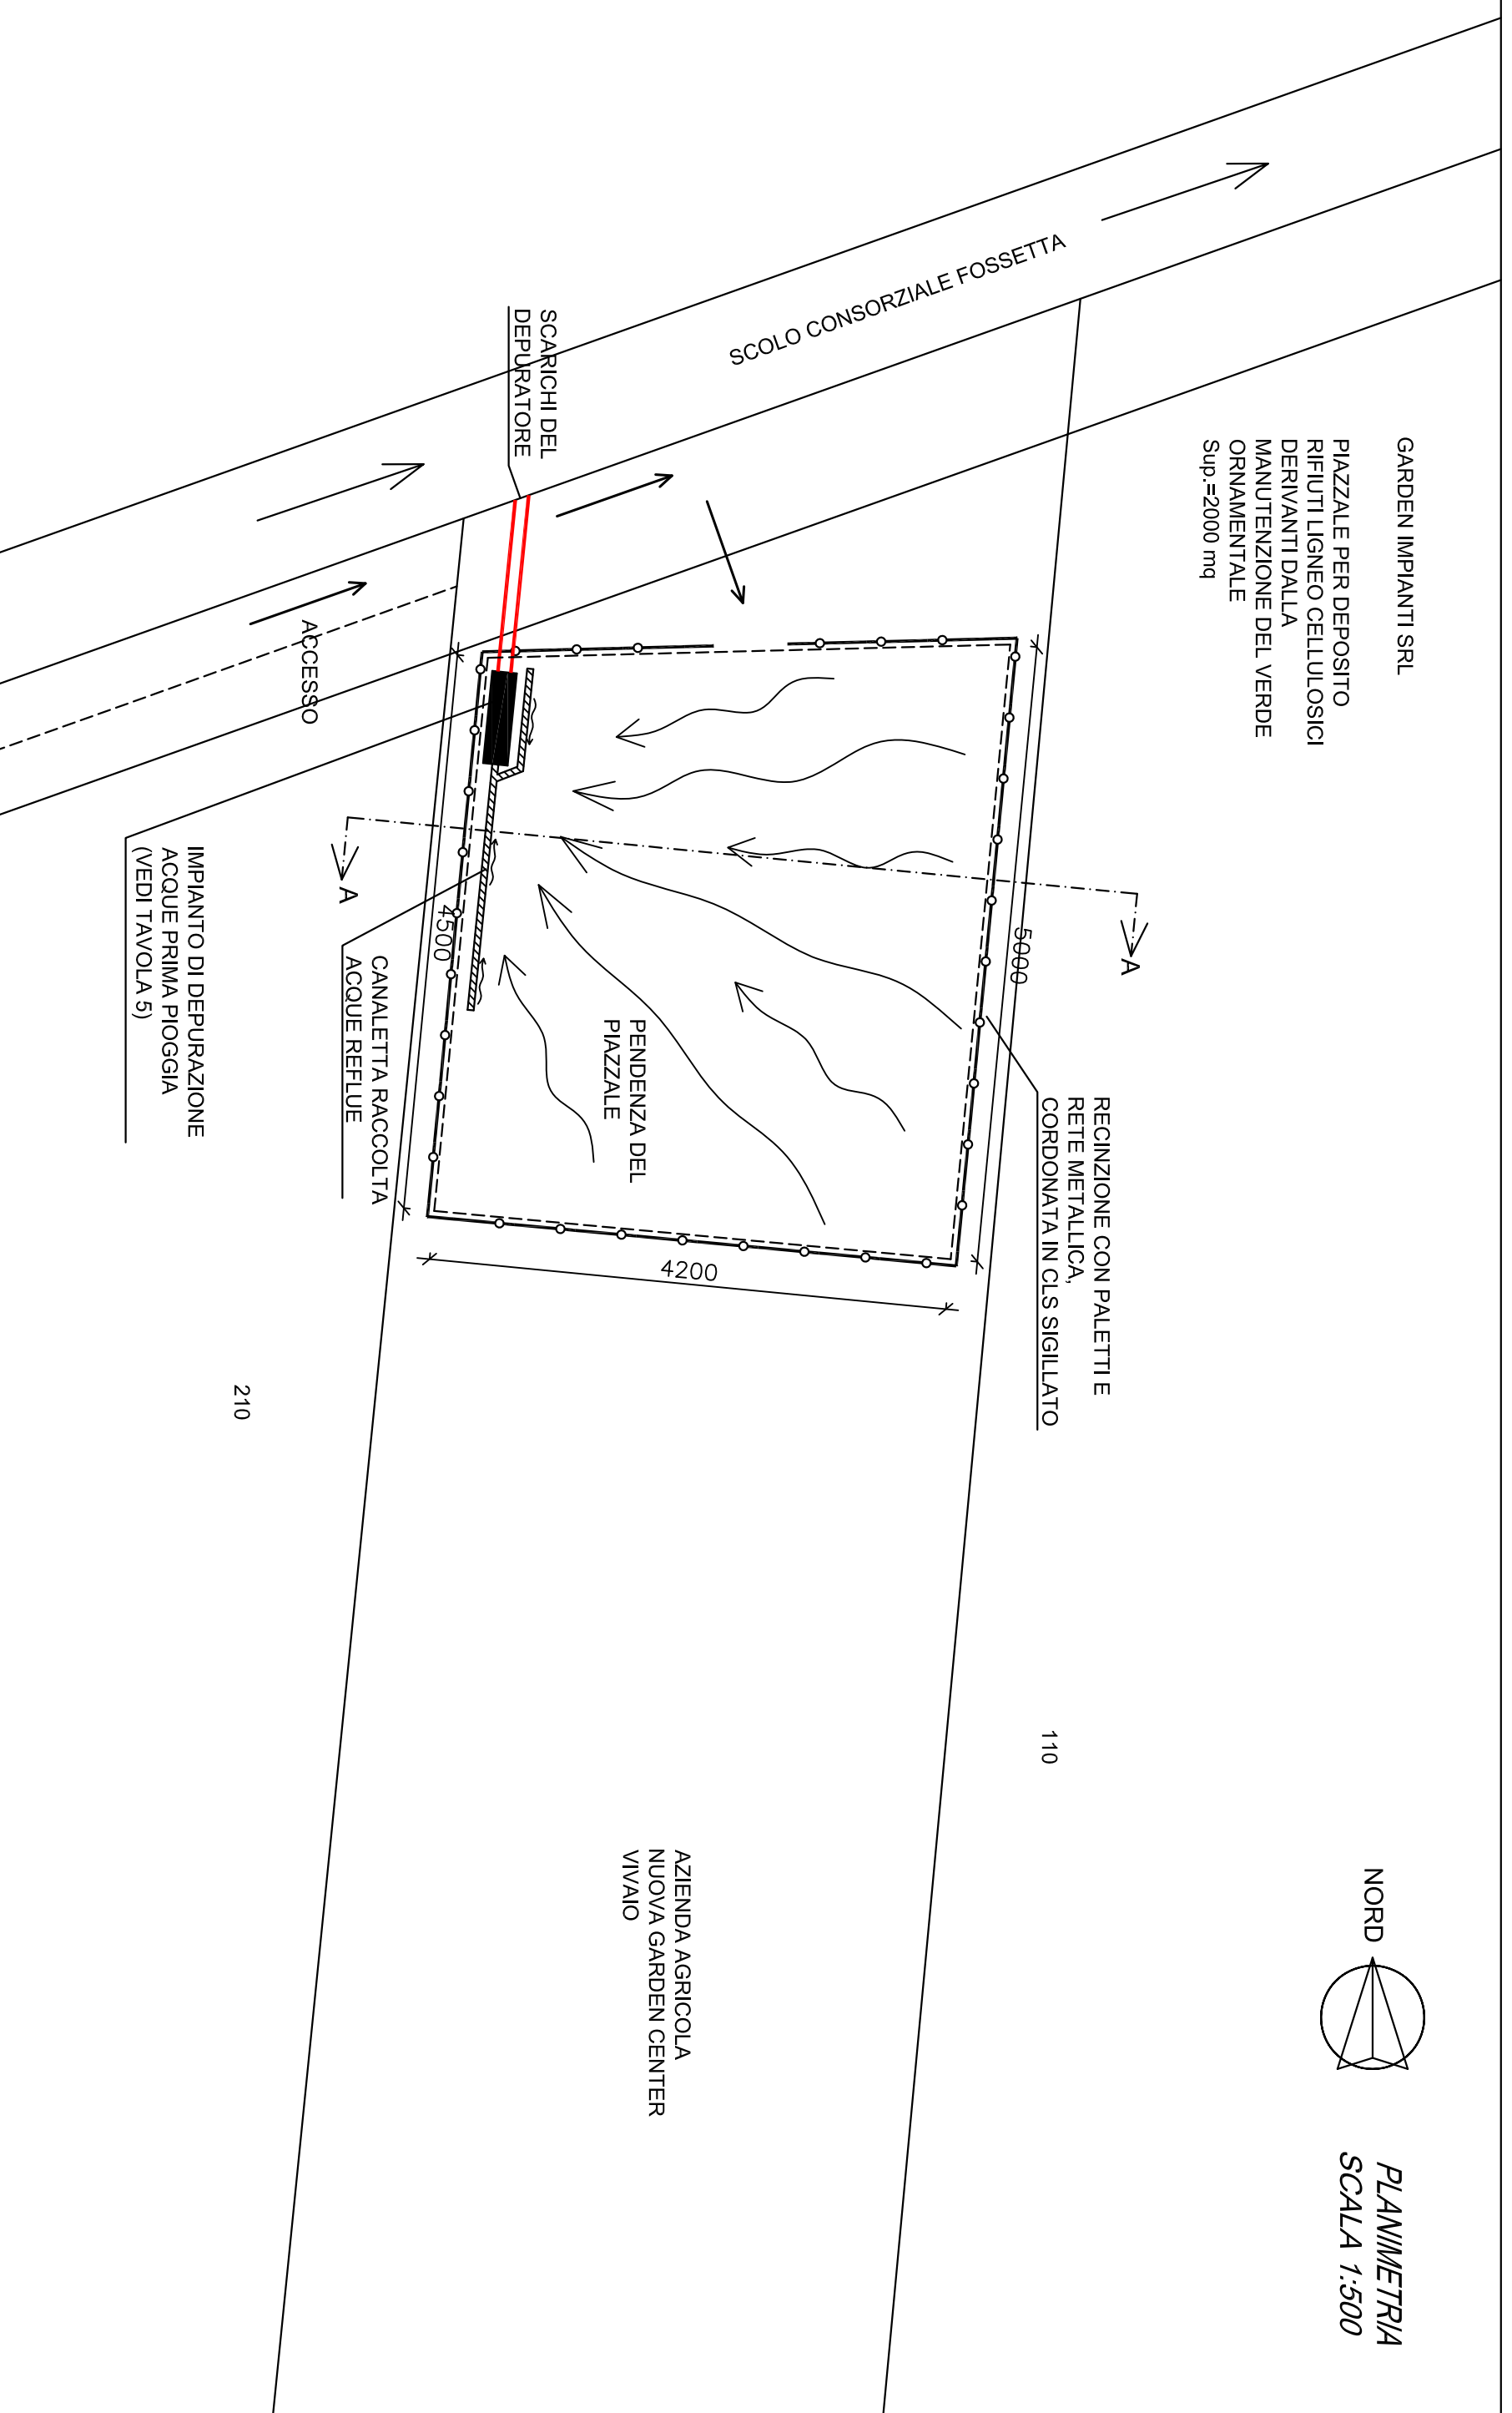 GARDEN IMPIANTI SRL
PIAZZALE PER DEPOSITO
RIFIUTI LIGNEO CELLULOSICI
DERIVANTI DALLA
MANUTENZIONE DEL VERDE
ORNAMENTALE
Sup.=2000 mq
SCOLO CONSORZIALE FOSSETTA
SCARICHI DEL
DEPURATORE
ACCESSO
IMPIANTO DI DEPURAZIONE
ACQUE PRIMA PIOGGIA
(VEDI TAVOLA 5)
CANALETTA RACCOLTA
ACQUE REFLUE
A
A
4500
5000
4200
PENDENZA DEL
PIAZZALE
RECINZIONE CON PALETTI E
RETE METALLICA,
CORDONATA IN CLS SIGILLATO
210
110
AZIENDA AGRICOLA
NUOVA GARDEN CENTER
VIVAIO
NORD
PLANIMETRIA
SCALA 1:500